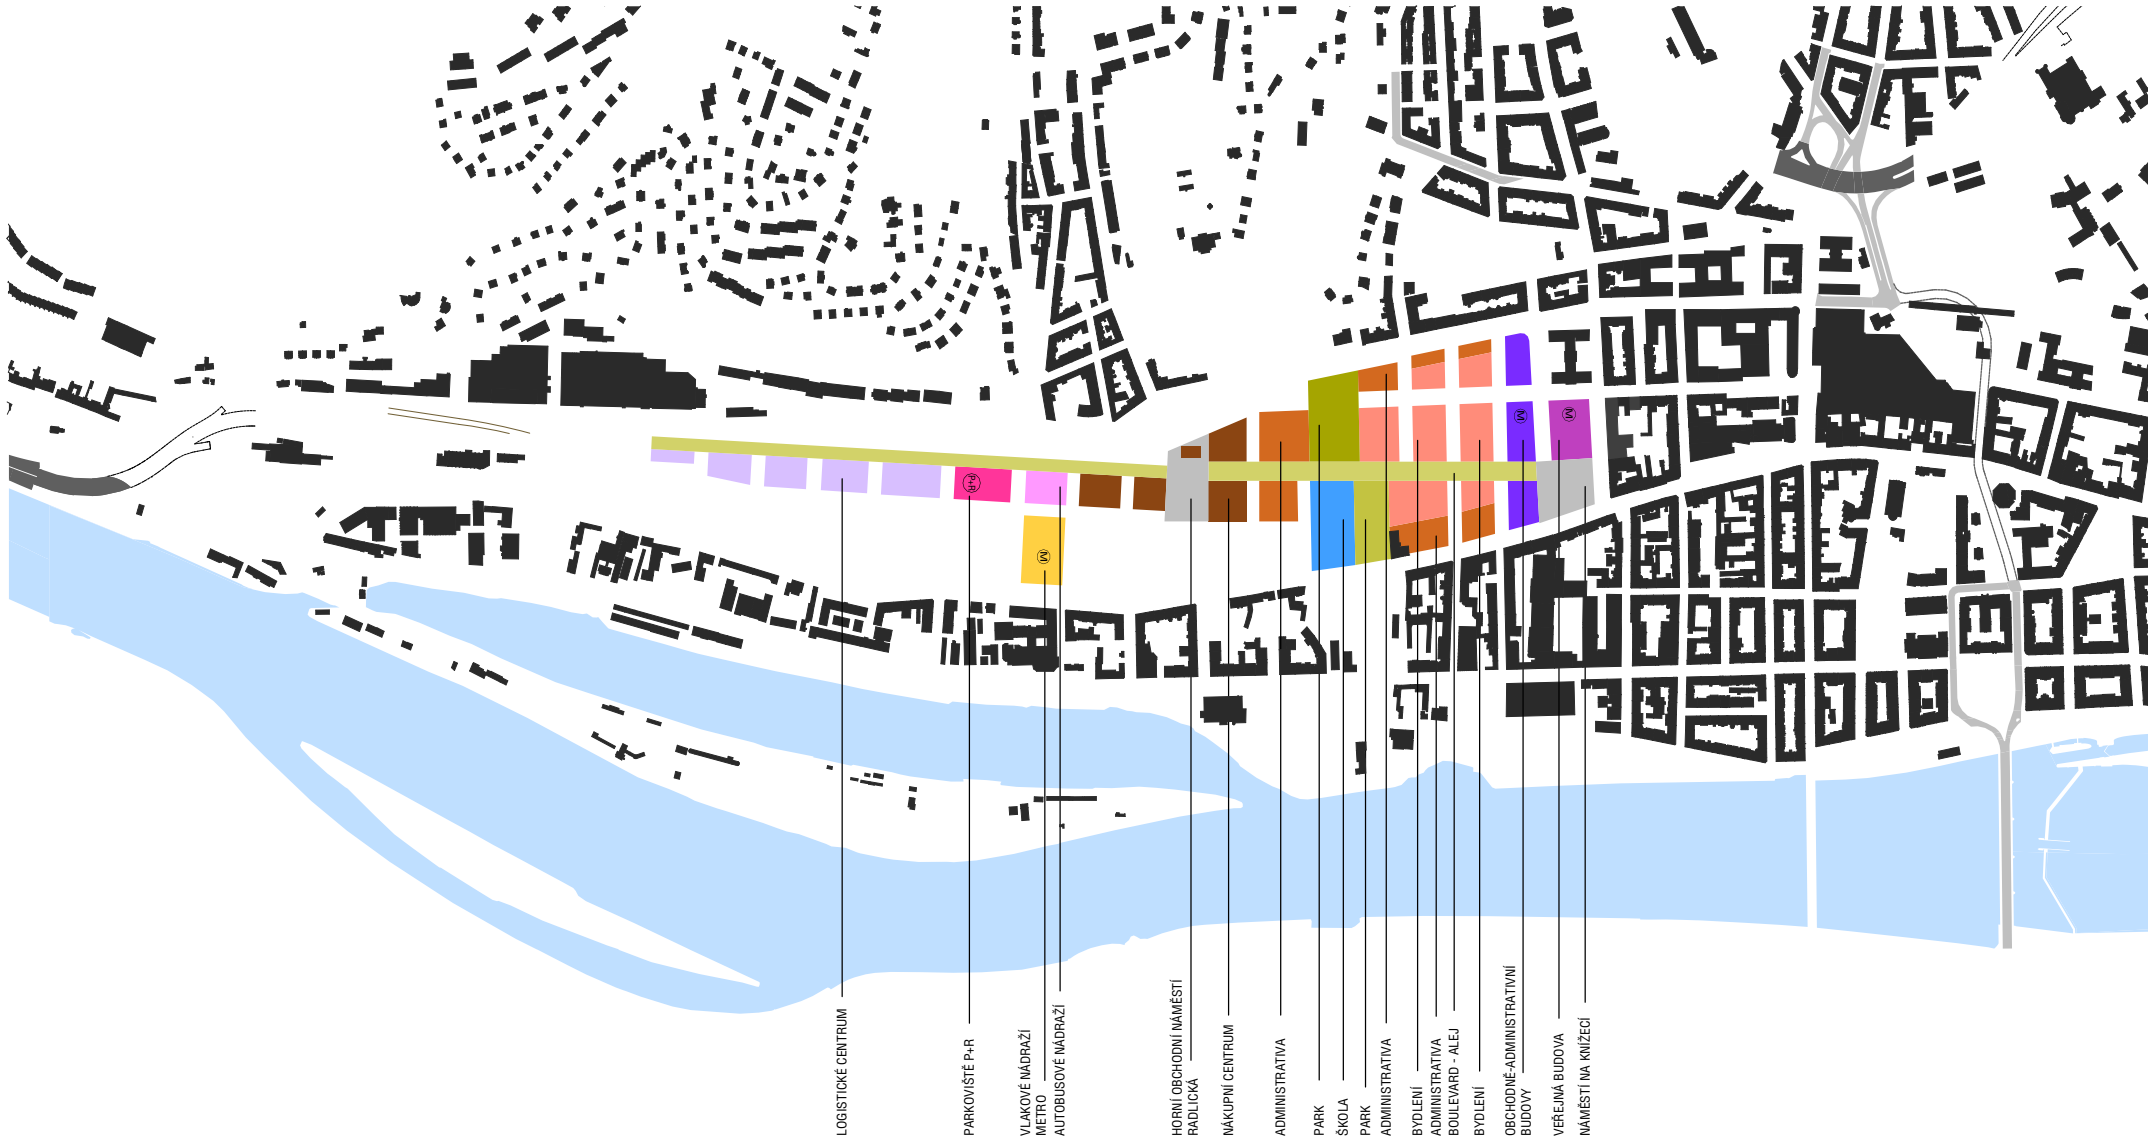 P+R
M
M
M
LOGISTICKÉ CENTRUM
PARKOVIŠTĚ P+R
VLAKOVÉ NÁDRAŽÍ
METRO
AUTOBUSOVÉ NÁDRAŽÍ
HORNÍ OBCHODNÍ NÁMĚSTÍ
RADLICKÁ
NÁKUPNÍ CENTRUM
ADMINISTRATIVA
PARK
ŠKOLA
PARK
ADMINISTRATIVA
BYDLENÍ
ADMINISTRATIVA
BOULEVARD - ALEJ
BYDLENÍ
OBCHODNĚ-ADMINISTRATIVNÍ
BUDOVY
VEŘEJNÁ BUDOVA
NÁMĚSTÍ NA KNÍŽECÍ